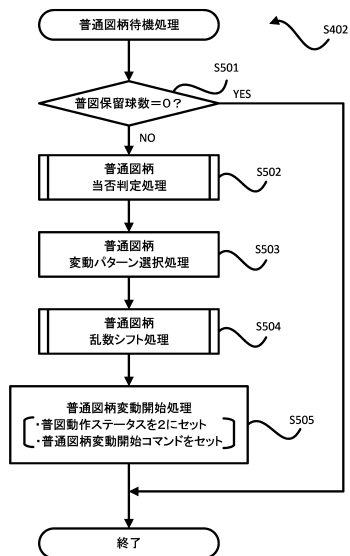 普通図柄待機処理
S402
S501
普図保留球数=0?
YES
NO
普通図柄
当否判定処理
S502
普通図柄
変動パターン選択処理
S503
普通図柄
乱数シフト処理
S504
普通図柄変動開始処理
・普図動作ステータスを2にセット
・普通図柄変動開始コマンドをセット
S505
終了